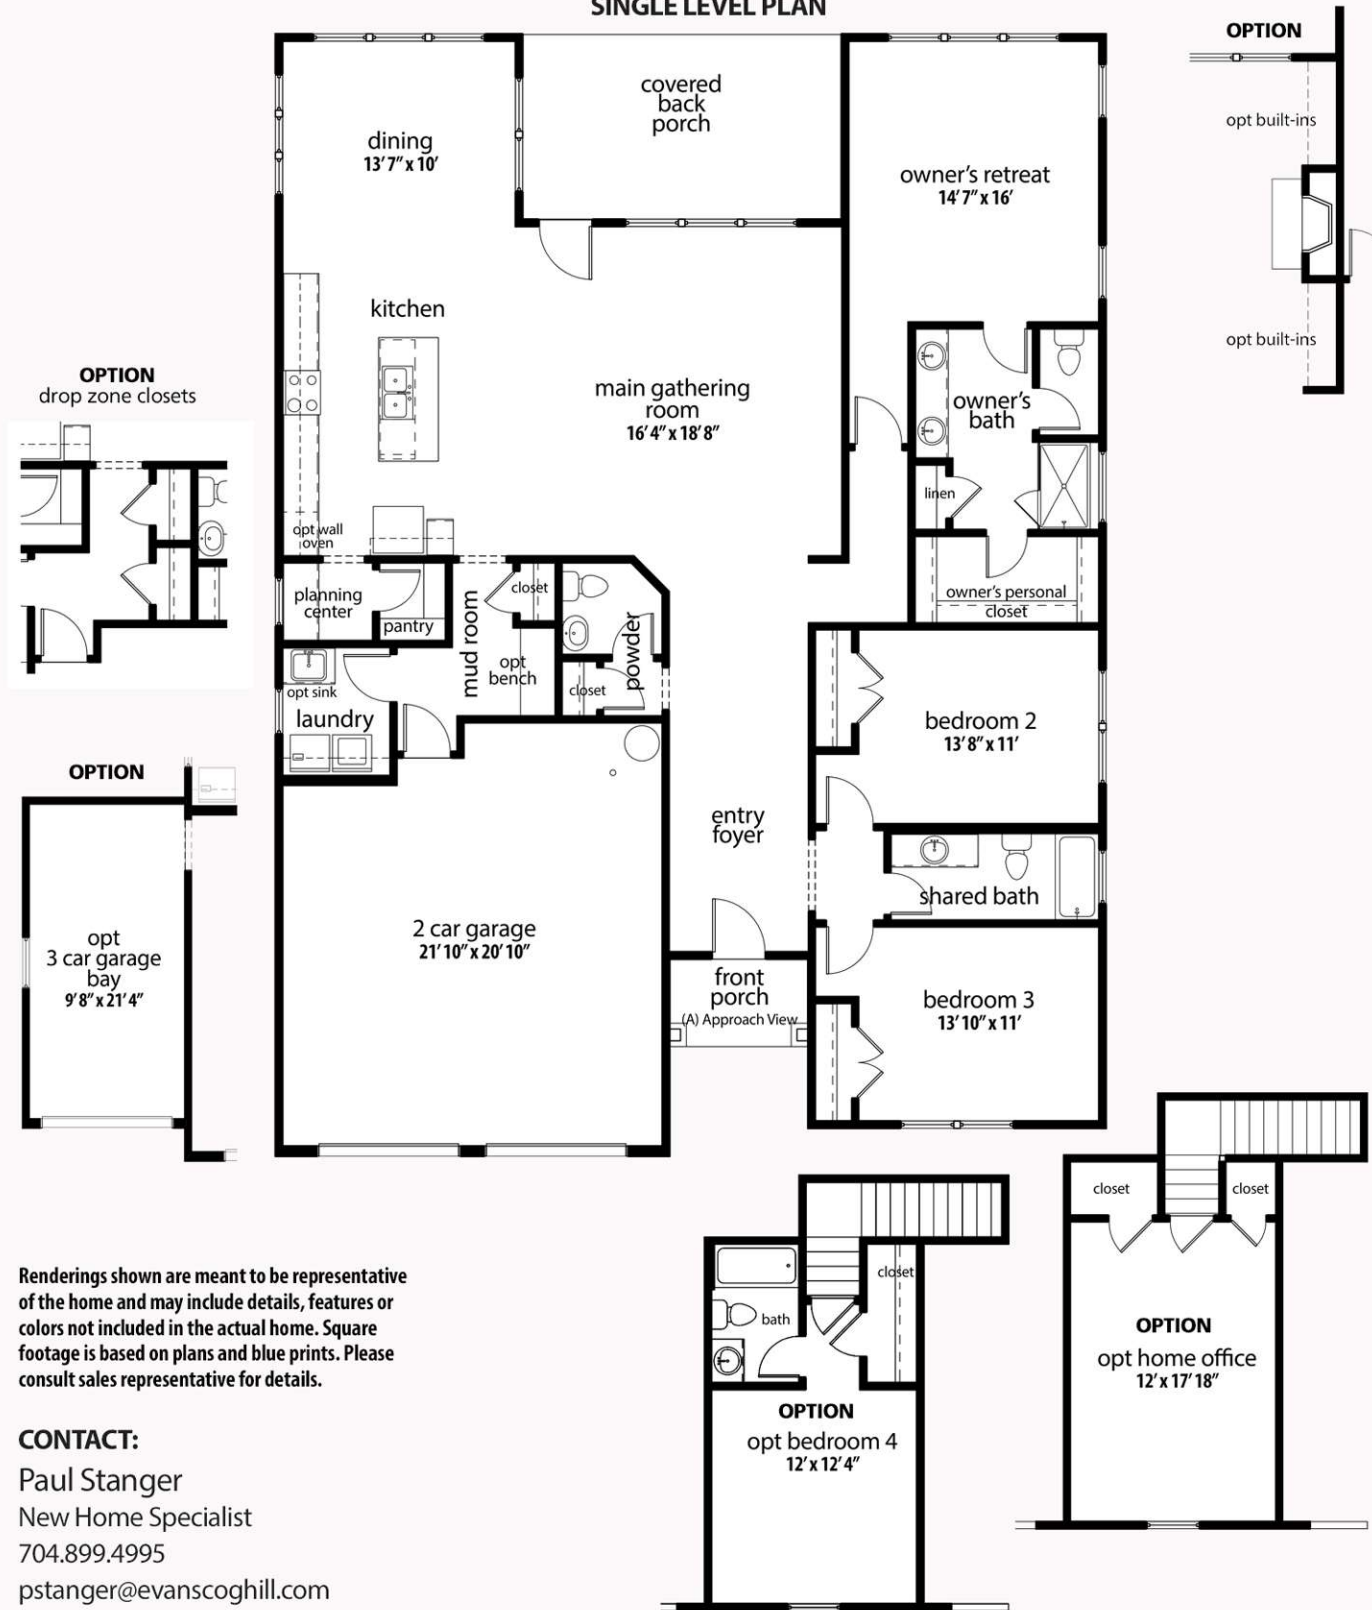 SINGLE LEVEL PLAN
OPTION
covered
back
porch
opt built-ins
dining
13' 7" x 10'
owner's retreat
14' 7" x 16'
kitchen
opt built-ins
OPTION
drop zone closets
main gathering
room
16' 4" x 18' 8"
owner's
bath
linen
opt wall
oven
planning
center
pantry
mud room
closet
powder
owner's personal
closet
opt
bench
closet
opt sink
laundry
bedroom 2
13' 8" x 11'
OPTION
entry
foyer
shared bath
opt
3 car garage
bay
9' 8" x 21' 4"
2 car garage
21' 10" x 20' 10"
front
porch
(A) Approach View
bedroom 3
13' 10" x 11'
closet
closet
Renderings shown are meant to be representative
of the home and may include details, features or
colors not included in the actual home. Square
footage is based on plans and blue prints. Please
consult sales representative for details.
closet
bath
OPTION
opt home office
12' x 17' 18"
OPTION
opt bedroom 4
12' x 12' 4"
CONTACT:
Paul Stanger
New Home Specialist
704.899.4995
pstanger@evanscoghill.com